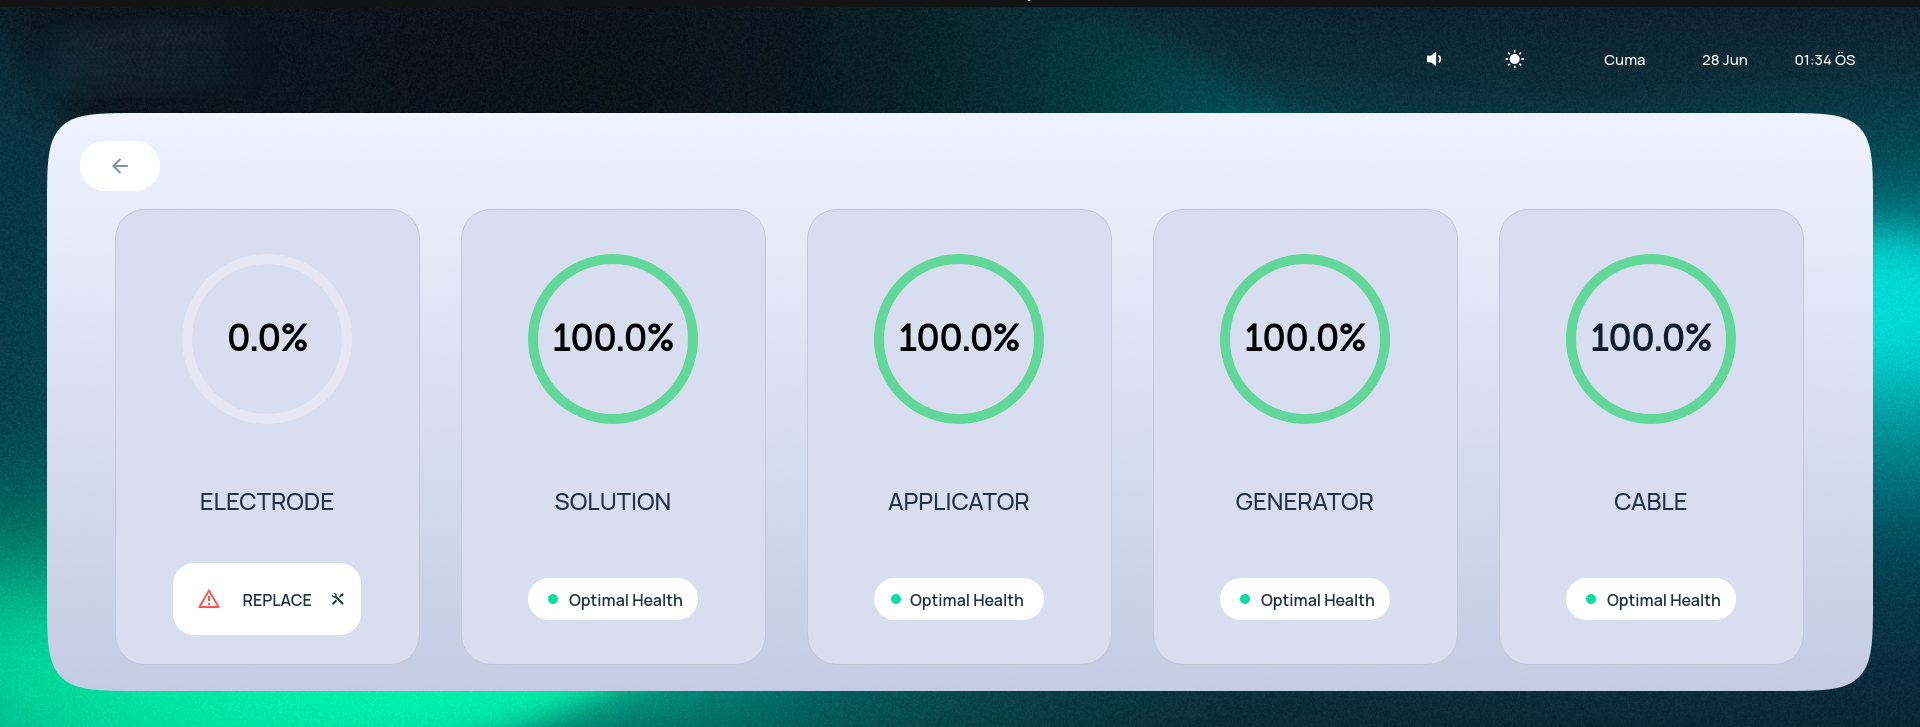 Cuma 28 Jun 01:34 ÖS
0.0% 100.0% 100.0% 100.0% 100.0%
ELECTRODE SOLUTION APPLICATOR GENERATOR CABLE
REPLACE Optimal Health Optimal Health Optimal Health Optimal Health